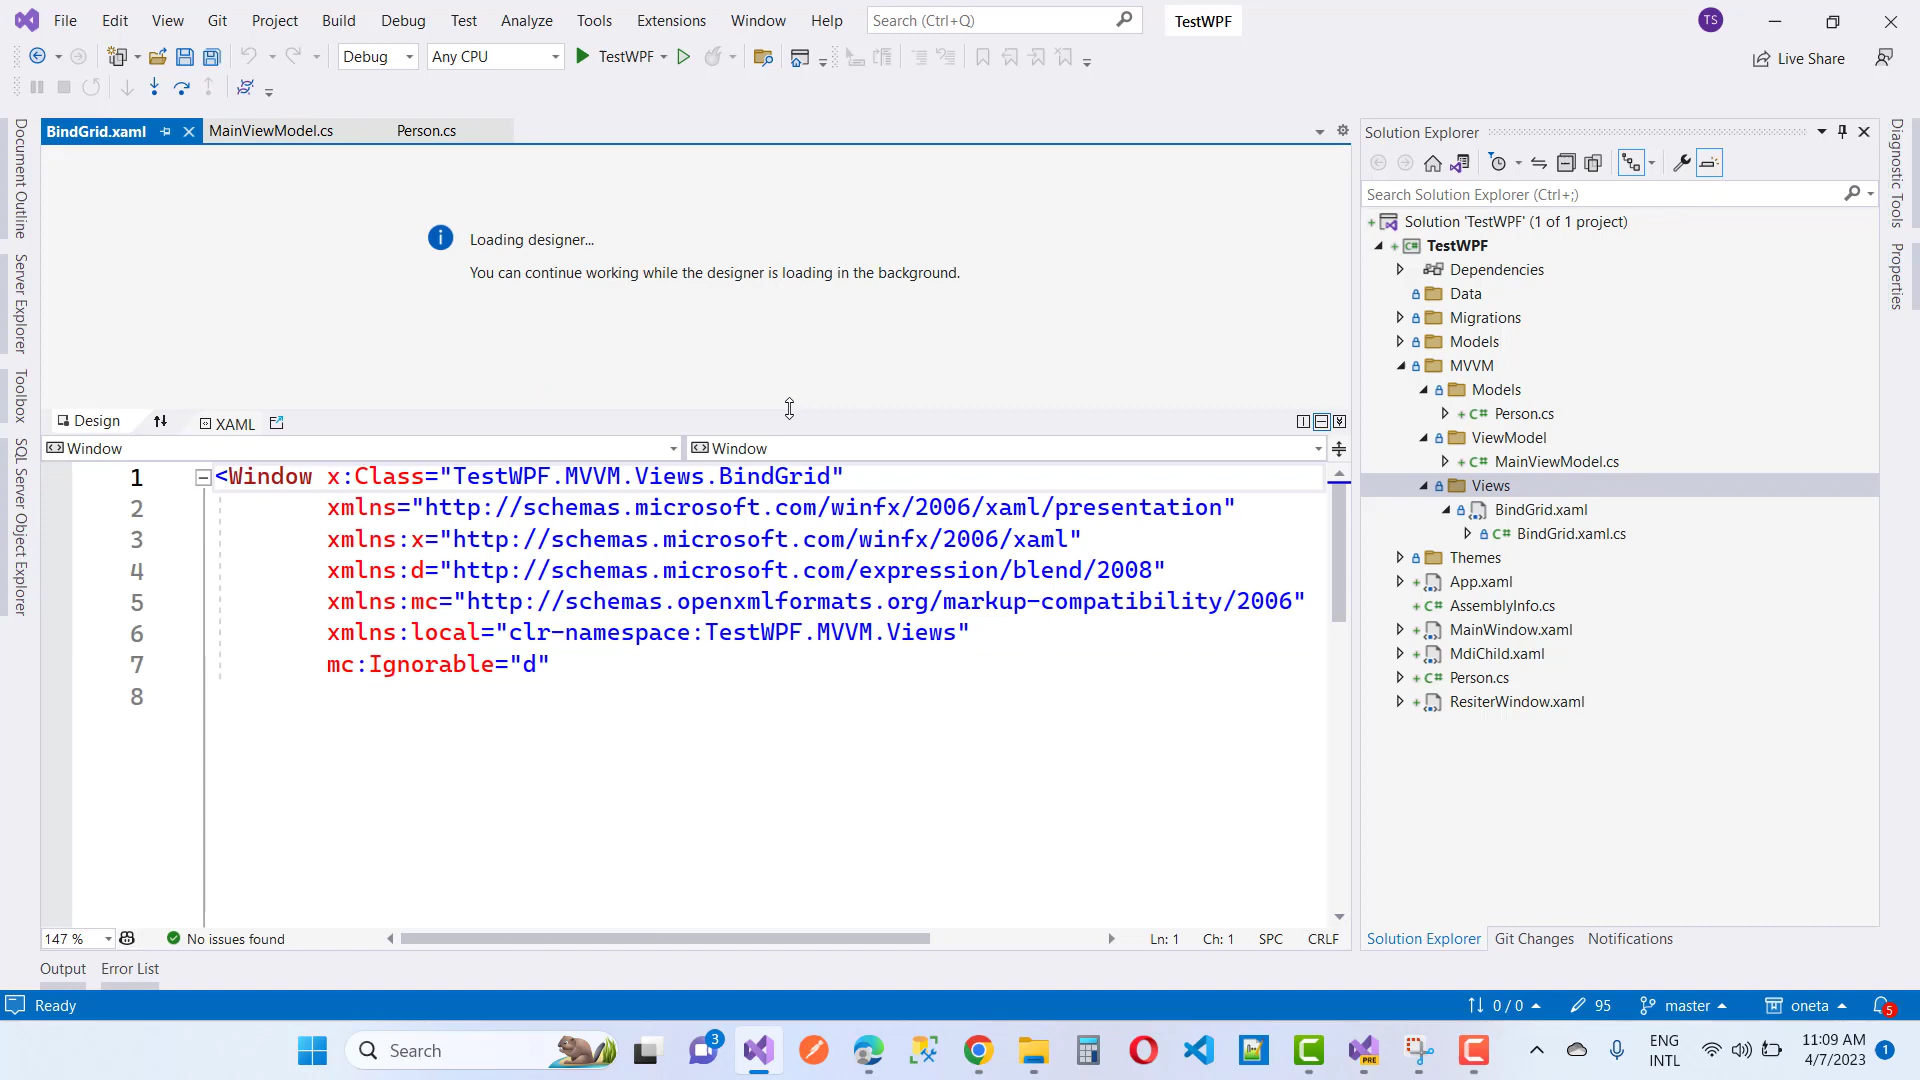 File Edit View Git Project Build Debug Test Analyze Tools Extensions Window Help Search (Ctrl+Q) TestWPF TS
Debug Any CPU TestWPF Live Share
BindGrid.xaml MainViewModel.cs Person.cs
Document Outline
Server Explorer
Toolbox
SQL Server Object Explorer
Loading designer...
You can continue working while the designer is loading in the background.
Design XAML
Window Window
1 <Window x:Class="TestWPF.MVVM.Views.BindGrid"
2 xmlns="http://schemas.microsoft.com/winfx/2006/xaml/presentation"
3 xmlns:x="http://schemas.microsoft.com/winfx/2006/xaml"
4 xmlns:d="http://schemas.microsoft.com/expression/blend/2008"
5 xmlns:mc="http://schemas.openxmlformats.org/markup-compatibility/2006"
6 xmlns:local="clr-namespace:TestWPF.MVVM.Views"
7 mc:Ignorable="d"
8
147 % No issues found Ln: 1 Ch: 1 SPC CRLF
Solution Explorer
Search Solution Explorer (Ctrl+;)
Solution 'TestWPF' (1 of 1 project)
C# TestWPF
Dependencies
Data
Migrations
Models
MVVM
Models
C# Person.cs
ViewModel
C# MainViewModel.cs
Views
BindGrid.xaml
C# BindGrid.xaml.cs
Themes
App.xaml
C# AssemblyInfo.cs
MainWindow.xaml
MdiChild.xaml
C# Person.cs
ResiterWindow.xaml
Solution Explorer Git Changes Notifications
Diagnostic Tools
Properties
Output Error List
Ready 0 / 0 95 master oneta 5
Search 3 PRE ENG
INTL
11:09 AM
4/7/2023
1